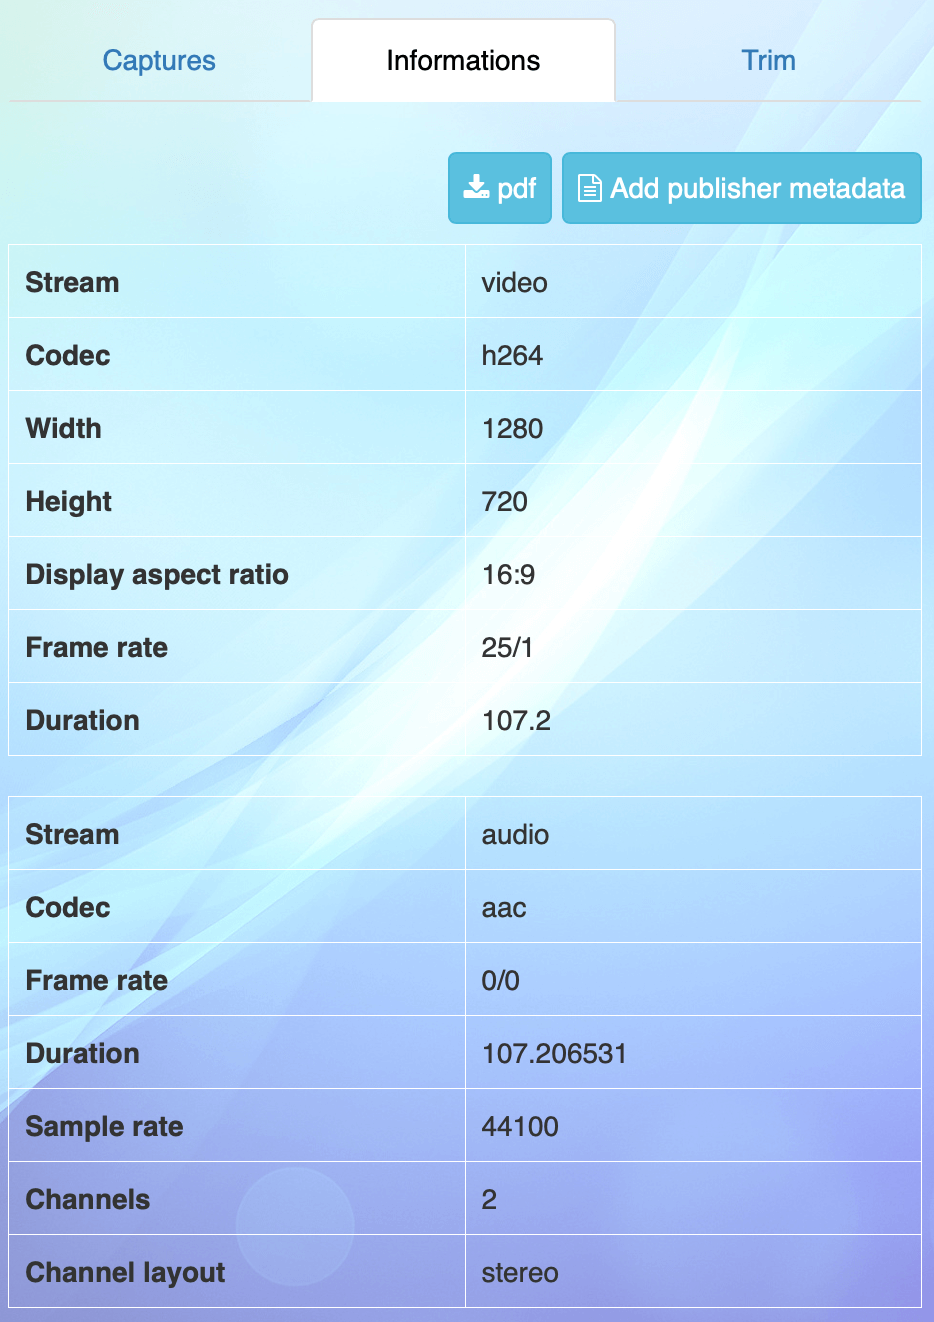 Captures Informations Trim
pdf Add publisher metadata
Stream video
Codec h264
Width 1280
Height 720
Display aspect ratio 16:9
Frame rate 25/1
Duration 107.2
Stream audio
Codec aac
Frame rate 0/0
Duration 107.206531
Sample rate 44100
Channels 2
Channel layout stereo